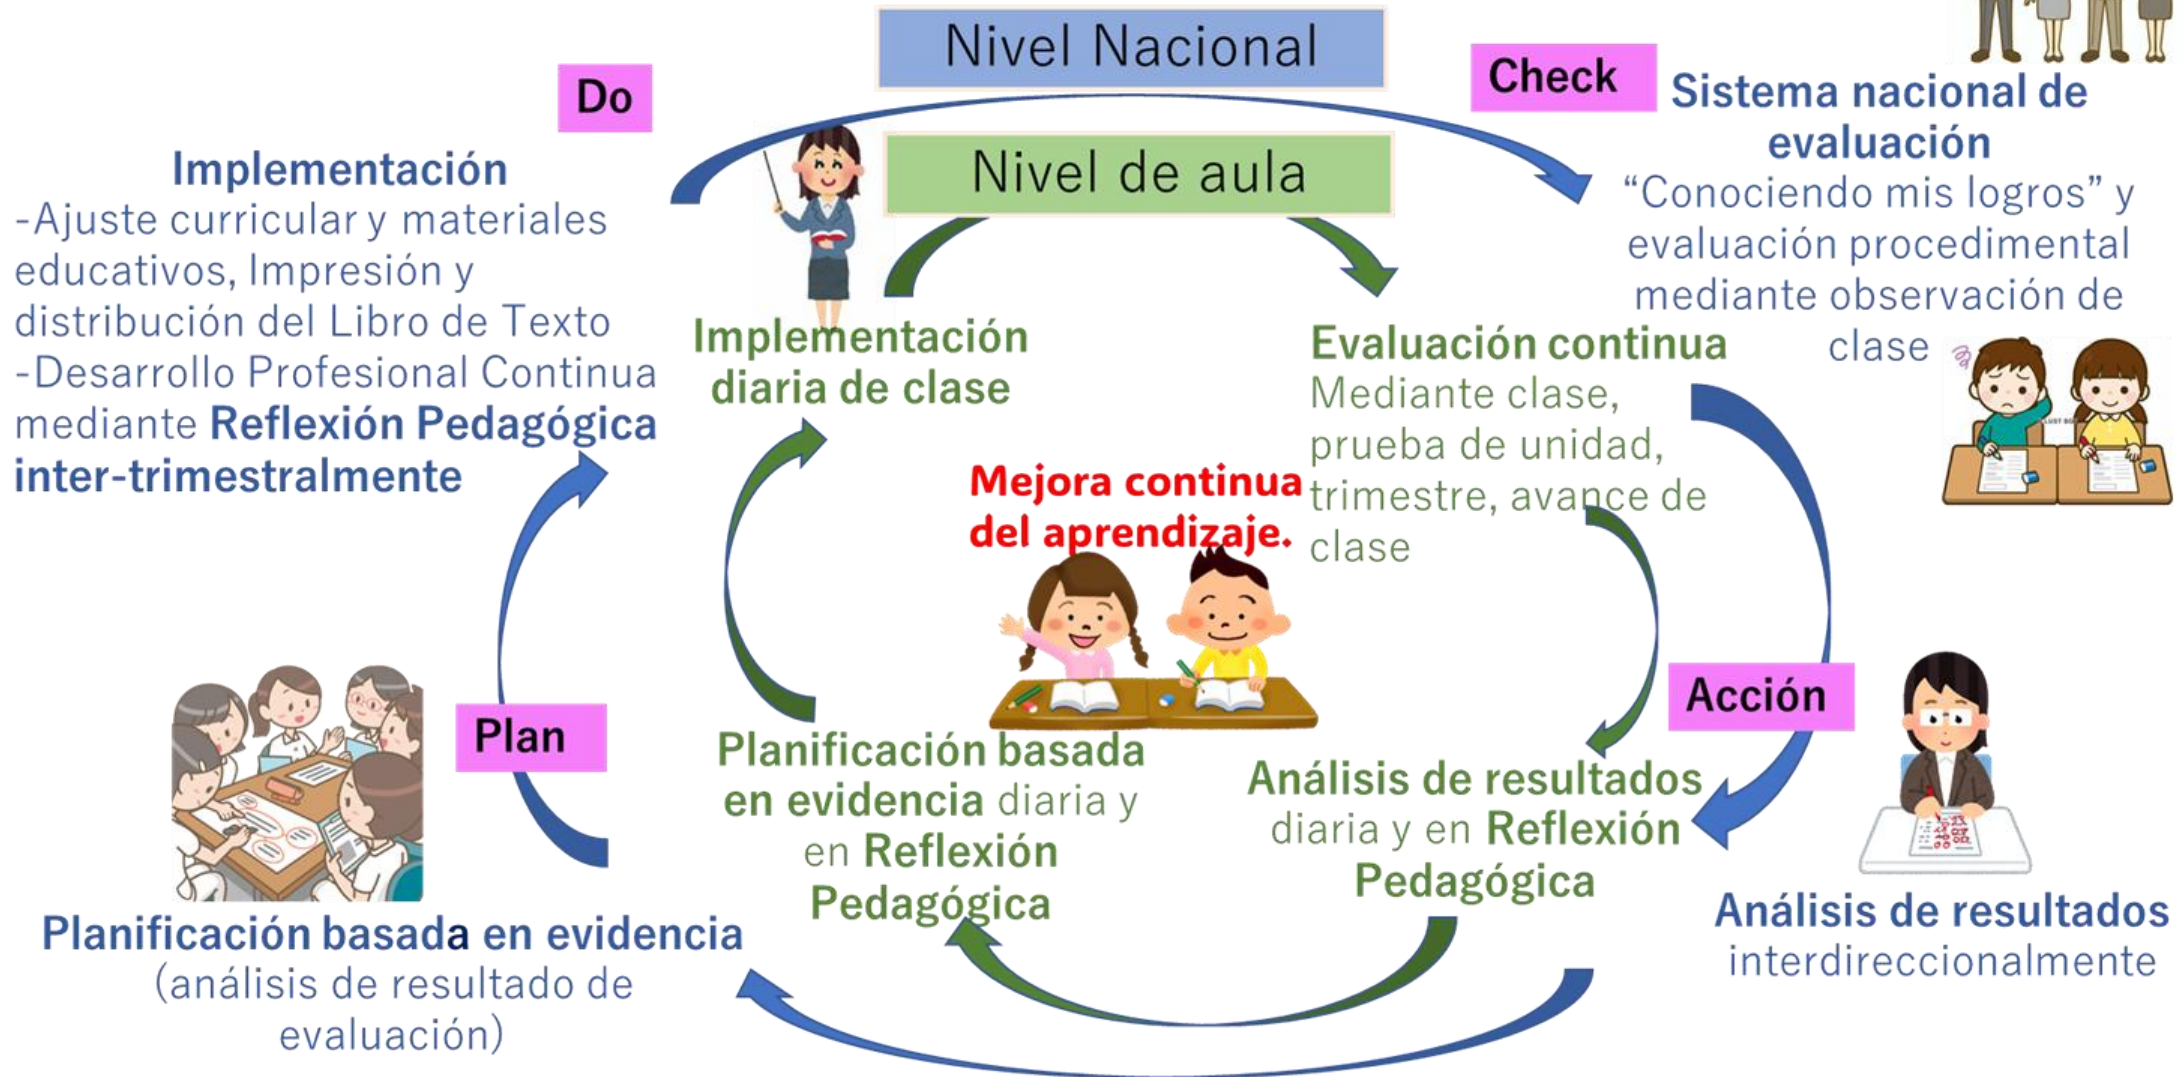 Nivel Nacional
Do
Check
Sistema nacional de
evaluación
“Conociendo mis logros” y
evaluación procedimental
mediante observación de
clase
Nivel de aula
Implementación
-Ajuste curricular y materiales
educativos, Impresión y
distribución del Libro de Texto
-Desarrollo Profesional Continua
mediante Reflexión Pedagógica
inter-trimestralmente
Implementación
diaria de clase
Evaluación continua
Mediante clase,
prueba de unidad,
trimestre, avance de
clase
Mejora continua
del aprendizaje.
Plan
Acción
Planificación basada
en evidencia diaria y
en Reflexión
Pedagógica
Análisis de resultados
diaria y en Reflexión
Pedagógica
Planificación basada en evidencia
(análisis de resultado de
evaluación)
Análisis de resultados
interdireccionalmente